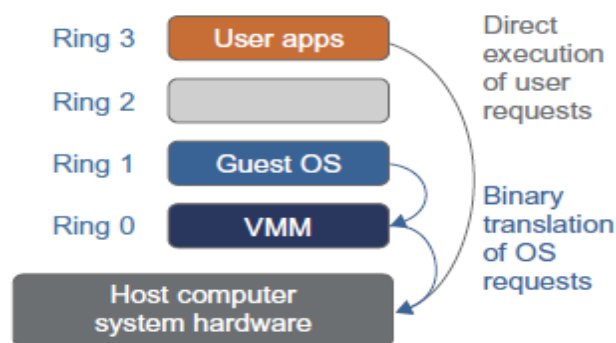 Ring 3
User apps
Direct
execution
of user
requests
Ring 2
Ring 1
Guest OS
Ring 0
VMM
Binary
translation
of OS
requests
Host computer
system hardware